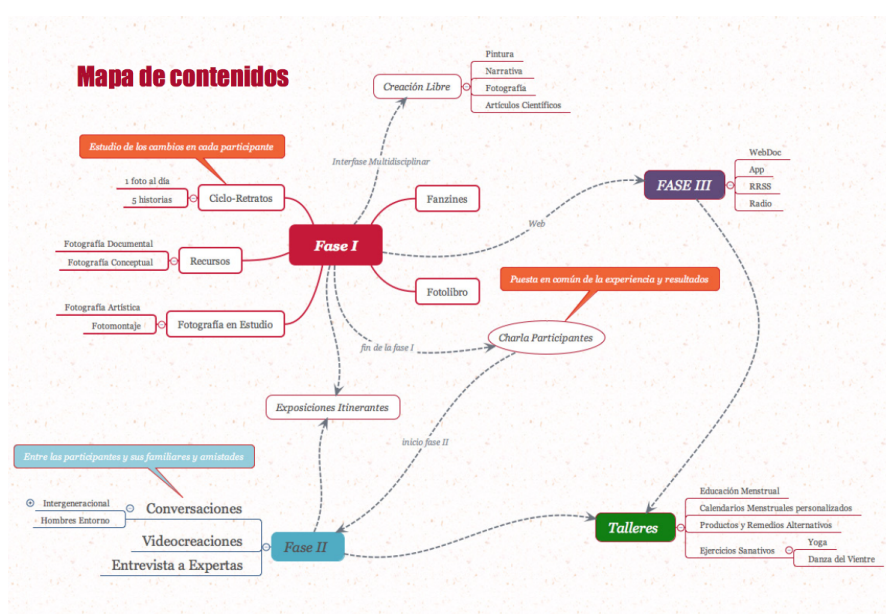 Mapa de contenidos
Creación Libre
Pintura
Narrativa
Fotografía
Artículos Científicos
Estudio de los cambios en cada participante
Interfase Multidisciplinar
1 foto al día
5 historias
Ciclo-Retratos
Fanzines
FASE III
WebDoc
App
RRSS
Radio
Web
Fase I
Fotografía Documental
Fotografía Conceptual
Recursos
Fotolibro
Puesta en común de la experiencia y resultados
Fotografía Artística
Fotomontaje
Fotografía en Estudio
fin de la fase I
Charla Participantes
Exposiciones Itinerantes
inicio fase II
Entre las participantes y sus familiares y amistades
Intergeneracional
Hombres Entorno
Conversaciones
Videocreaciones
Entrevista a Expertas
Fase II
Talleres
Educación Menstrual
Calendarios Menstruales personalizados
Productos y Remedios Alternativos
Ejercicios Sanativos
Yoga
Danza del Vientre